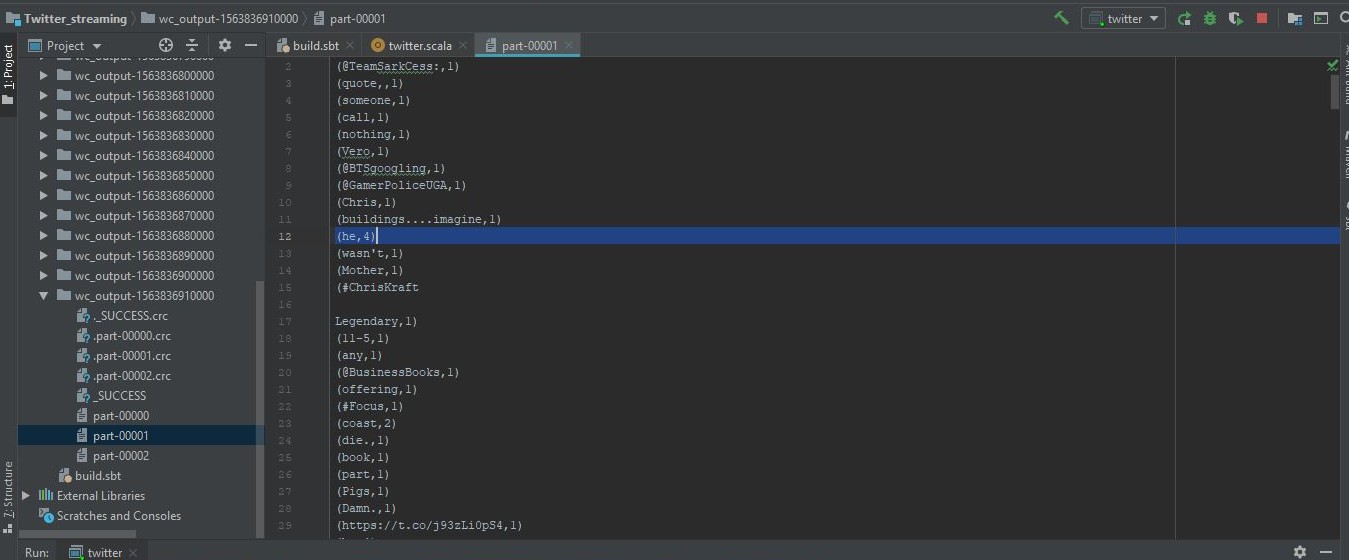 Twitter_streaming wc_output-1563836910000 part-00001 twitter
1: Project
Project build.sbt twitter.scala part-00001
wc_output-1563836790000
wc_output-1563836800000
wc_output-1563836810000
wc_output-1563836820000
wc_output-1563836830000
wc_output-1563836840000
wc_output-1563836850000
wc_output-1563836860000
wc_output-1563836870000
wc_output-1563836880000
wc_output-1563836890000
wc_output-1563836900000
wc_output-1563836910000
._SUCCESS.crc
.part-00000.crc
.part-00001.crc
.part-00002.crc
_SUCCESS
part-00000
part-00001
part-00002
build.sbt
External Libraries
Scratches and Consoles
7: Structure
2 (@TeamSarkCess:,1)
3 (quote,,1)
4 (someone,1)
5 (call,1)
6 (nothing,1)
7 (Vero,1)
8 (@BTSgoogling,1)
9 (@GamerPoliceUGA,1)
10 (Chris,1)
11 (buildings....imagine,1)
12 (he,4)
13 (wasn't,1)
14 (Mother,1)
15 (#ChrisKraft
16
17 Legendary,1)
18 (11-5,1)
19 (any,1)
20 (@BusinessBooks,1)
21 (offering,1)
22 (#Focus,1)
23 (coast,2)
24 (die.,1)
25 (book,1)
26 (part,1)
27 (Pigs,1)
28 (Damn.,1)
29 (https://t.co/j93zLi0pS4,1)
Run: twitter